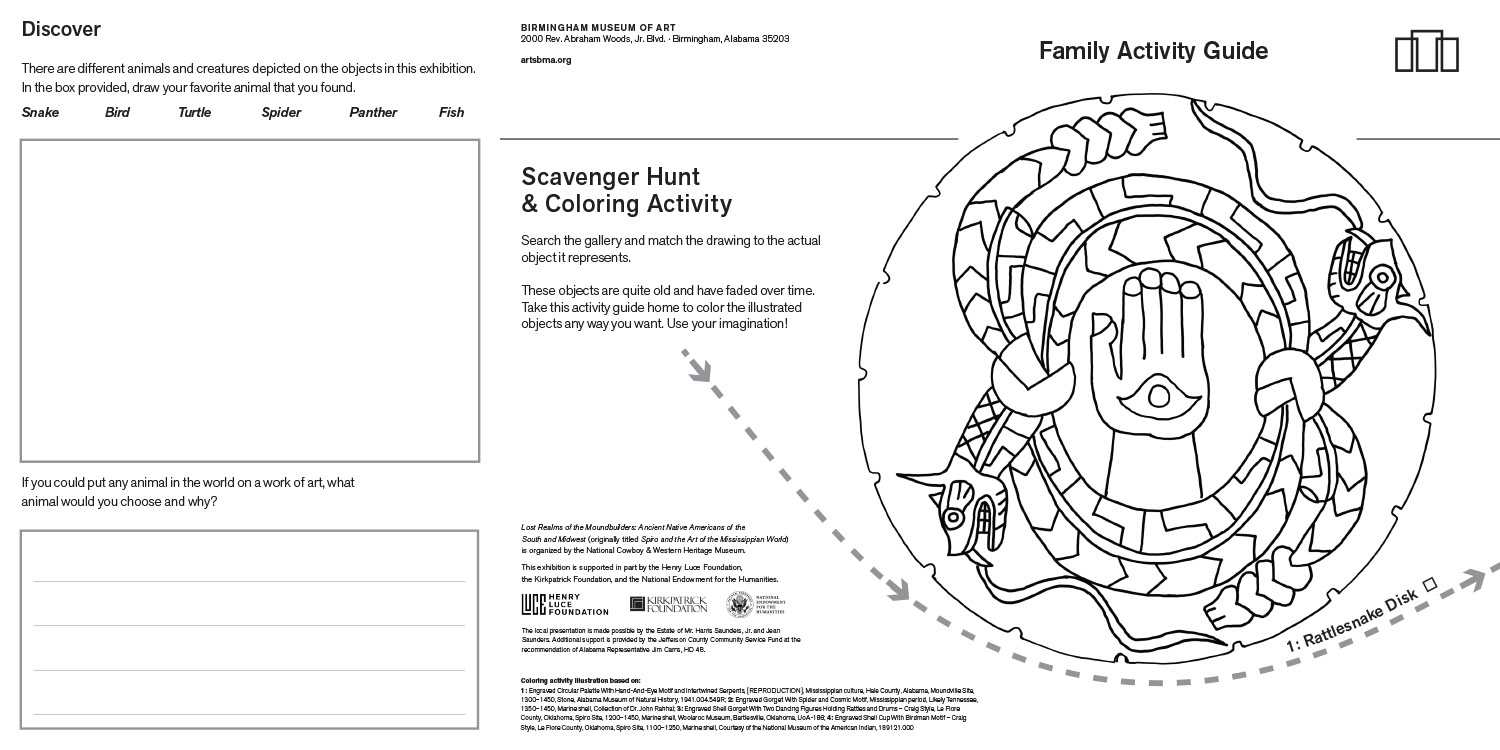 Discover
There are different animals and creatures depicted on the objects in this exhibition.
In the box provided, draw your favorite animal that you found.
Snake Bird Turtle Spider Panther Fish
If you could put any animal in the world on a work of art, what
animal would you choose and why?
BIRMINGHAM MUSEUM OF ART
2000 Rev. Abraham Woods, Jr. Blvd. · Birmingham, Alabama 35203
artsbma.org
Scavenger Hunt
& Coloring Activity
Search the gallery and match the drawing to the actual
object it represents.
These objects are quite old and have faded over time.
Take this activity guide home to color the illustrated
objects any way you want. Use your imagination!
Lost Realms of the Moundbuilders: Ancient Native Americans of the
South and Midwest (originally titled Spiro and the Art of the Mississippian World)
is organized by the National Cowboy & Western Heritage Museum.
This exhibition is supported in part by the Henry Luce Foundation,
the Kirkpatrick Foundation, and the National Endowment for the Humanities.
LUCE HENRY
LUCE
FOUNDATION
KIRKPATRICK
FOUNDATION
NATIONAL
ENDOWMENT
FOR THE
HUMANITIES
The local presentation is made possible by the Estate of Mr. Harris Saunders, Jr. and Jean
Saunders. Additional support is provided by the Jefferson County Community Service Fund at the
recommendation of Alabama Representative Jim Carns, HD 48.
Coloring activity illustration based on:
1: Engraved Circular Palette With Hand-And-Eye Motif and Intertwined Serpents, [REPRODUCTION], Mississippian culture, Hale County, Alabama, Moundville Site,
1300–1450, Stone, Alabama Museum of Natural History, 1941.004.549R; 2: Engraved Gorget With Spider and Cosmic Motif, Mississippian period, Likely Tennessee,
1350–1450, Marine shell, Collection of Dr. John Rahhal; 3: Engraved Shell Gorget With Two Dancing Figures Holding Rattles and Drums – Craig Style, Le Flore
County, Oklahoma, Spiro Site, 1200–1450, Marine shell, Woolaroc Museum, Bartlesville, Oklahoma, UoA-186; 4: Engraved Shell Cup With Birdman Motif – Craig
Style, Le Flore County, Oklahoma, Spiro Site, 1100–1250, Marine shell, Courtesy of the National Museum of the American Indian, 189121.000
Family Activity Guide
1: Rattlesnake Disk